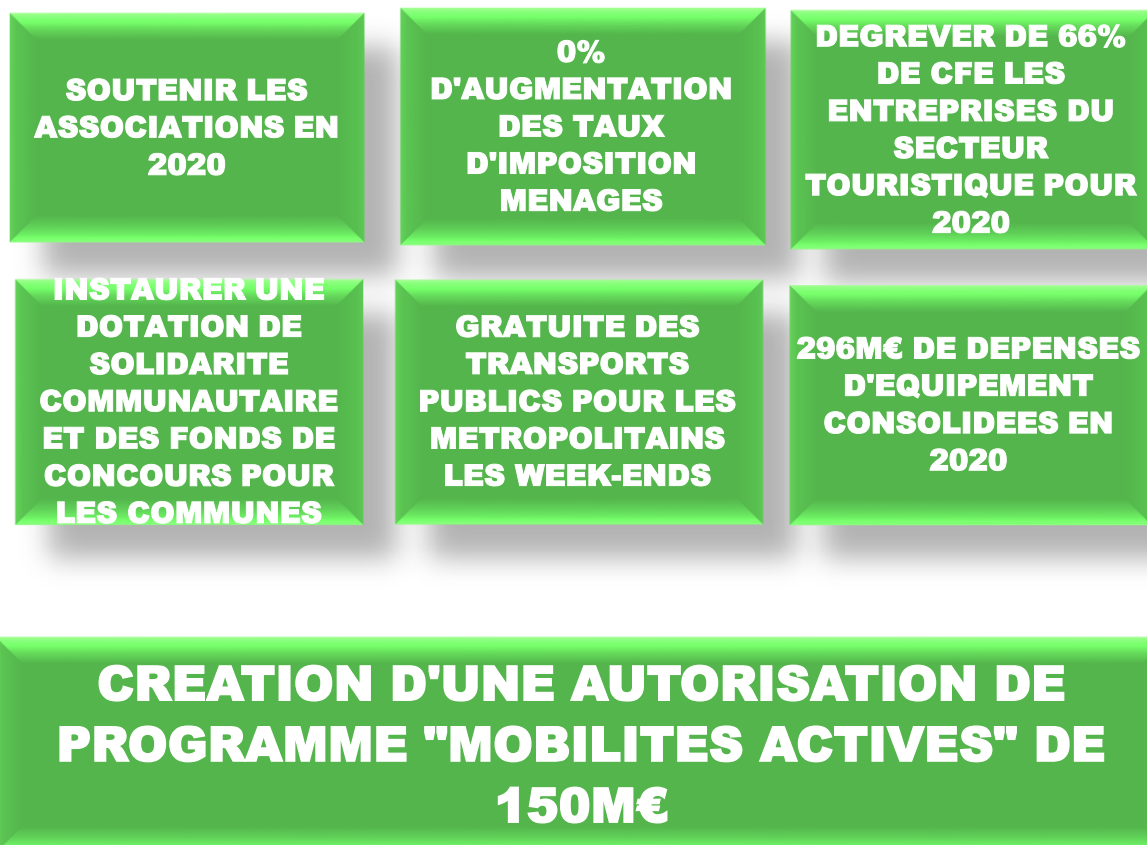 SOUTENIR LES
ASSOCIATIONS EN
2020
0%
D'AUGMENTATION
DES TAUX
D'IMPOSITION
MENAGES
DEGREVER DE 66%
DE CFE LES
ENTREPRISES DU
SECTEUR
TOURISTIQUE POUR
2020
INSTAURER UNE
DOTATION DE
SOLIDARITE
COMMUNAUTAIRE
ET DES FONDS DE
CONCOURS POUR
LES COMMUNES
GRATUITE DES
TRANSPORTS
PUBLICS POUR LES
METROPOLITAINS
LES WEEK-ENDS
296M€ DE DEPENSES
D'EQUIPEMENT
CONSOLIDEES EN
2020
CREATION D'UNE AUTORISATION DE
PROGRAMME "MOBILITES ACTIVES" DE
150M€